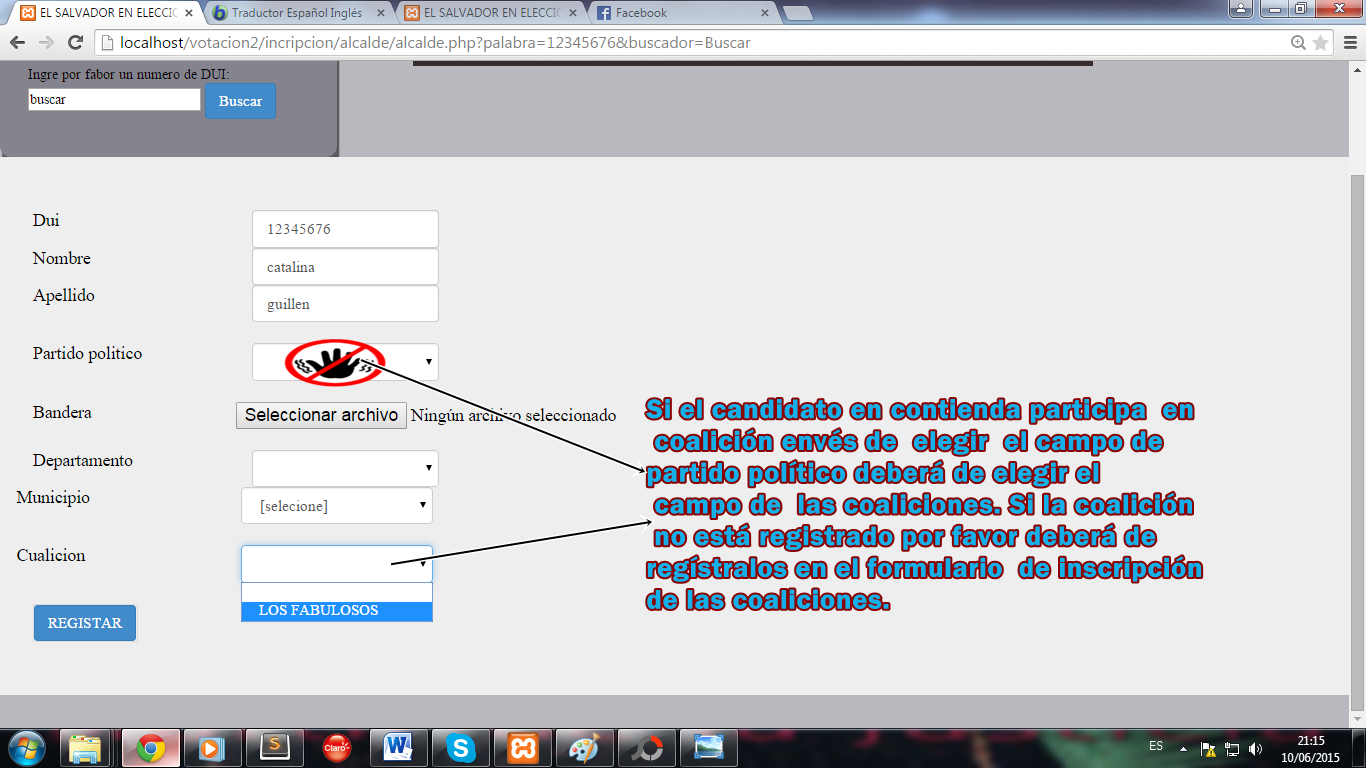 EL SALVADOR EN ELECCIO
Traductor Español Inglés
EL SALVADOR EN ELECCIO
Facebook
localhost/votacion2/incripcion/alcalde/alcalde.php?palabra=12345676&buscador=Buscar
Ingre por fabor un numero de DUI:
buscar
Buscar
Dui
12345676
Nombre
catalina
Apellido
guillen
Partido politico
Bandera
Seleccionar archivo Ningún archivo seleccionado
Departamento
Municipio
[selecione]
Cualicion
LOS FABULOSOS
REGISTAR
Si el candidato en contienda participa en
coalición envés de elegir el campo de
partido político deberá de elegir el
campo de las coaliciones. Si la coalición
no está registrado por favor deberá de
regístralos en el formulario de inscripción
de las coaliciones.
Claro
S
W
ES
21:15
10/06/2015